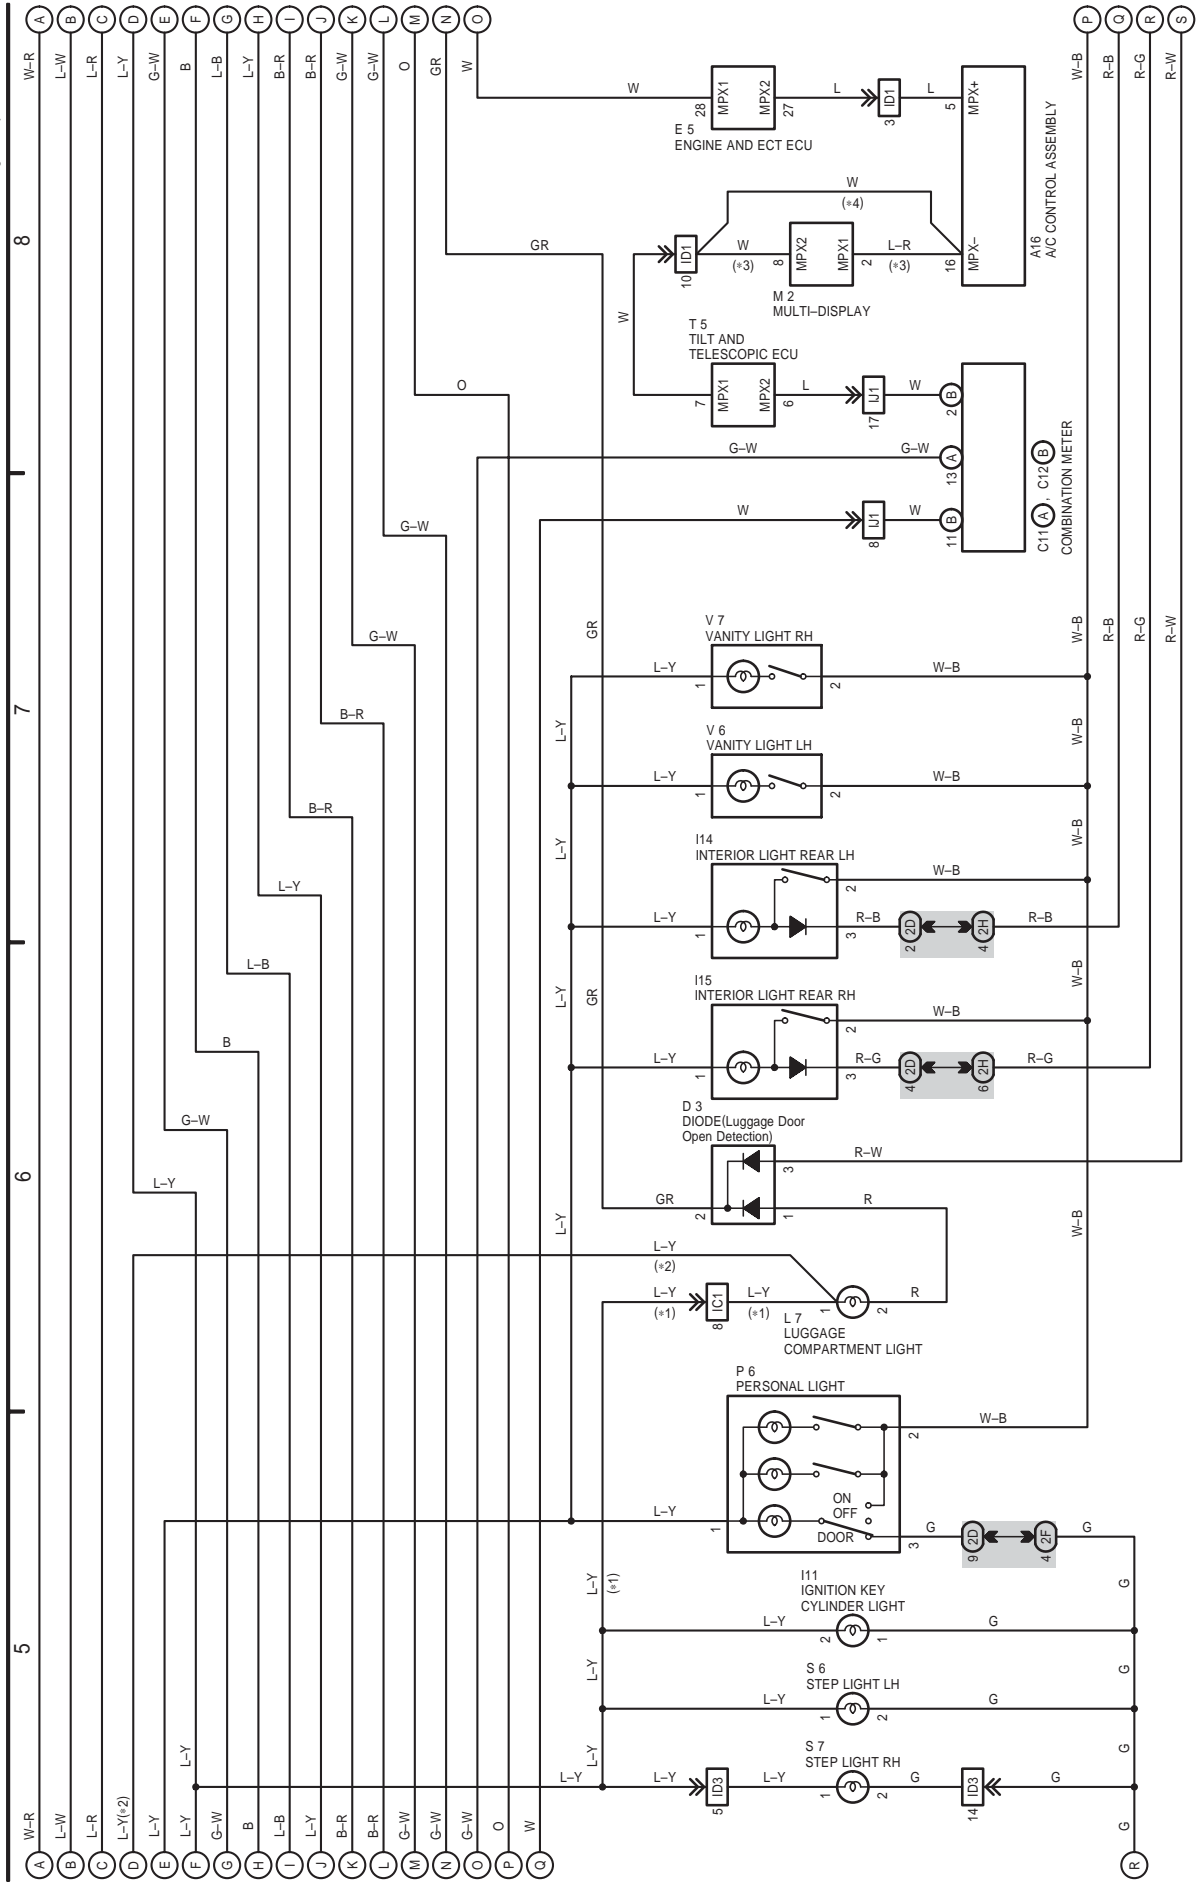 A B C D E F G H I J K L M N O P Q R S
W–R L–W L–R L–Y G–W B L–B L–Y B–R B–R G–W G–W O GR W W–B R–B R–G R–W
8
W
28 MPX1 MPX2 27
L
3 ID1
L
5 MPX+
E 5
ENGINE AND ECT ECU
W
(*4)
GR
10 ID1
W
(*3)
8 MPX2 MPX1 2
L–R
(*3)
16 MPX–
A16
A/C CONTROL ASSEMBLY
M 2
MULTI–DISPLAY
W
T 5
TILT AND
TELESCOPIC ECU
O
7 MPX1 MPX2 6
L
17 IJ1
W
2 B
G–W G–W
13 A
W
8 IJ1
W
11 B
C11 A , C12 B
COMBINATION METER
G–W
7
V 7
VANITY LIGHT RH
GR
W–B R–B R–G R–W
G–W
L–Y
1 2
W–B
B–R
L–Y
W–B
V 6
VANITY LIGHT LH
L–Y
1 2
W–B
B–R
I14
INTERIOR LIGHT REAR LH
L–Y
W–B
2
W–B
L–Y
L–Y
1 3
R–B
2 2D
4 2H
R–B
L–B
6
I15
INTERIOR LIGHT REAR RH
L–Y
GR
W–B
2
W–B
B
L–Y
1 3
R–G
4 2D
6 2H
R–G
D 3
DIODE(Luggage Door
Open Detection)
G–W
3
R–W
L–Y
GR
2 1
R
L–Y
W–B
L–Y
(*2)
L–Y
(*1)
8 IC1
L–Y
(*1)
1 2
R
L 7
LUGGAGE
COMPARTMENT LIGHT
5
P 6
PERSONAL LIGHT
2
W–B
ON
OFF
DOOR
L–Y
1 3
G
9 2D
4 2F
G
L–Y
(*1)
G
I11
IGNITION KEY
CYLINDER LIGHT
L–Y
2 1
G
L–Y
G
S 6
STEP LIGHT LH
L–Y
1 2
G
L–Y
L–Y
G
S 7
STEP LIGHT RH
L–Y
L–Y
5 ID3
L–Y
1 2
G
14 ID3
G
W–R L–W L–R L–Y(*2) L–Y L–Y G–W B L–B L–Y B–R B–R G–W G–W G–W O W G
A B C D E F G H I J K L M N O P Q R